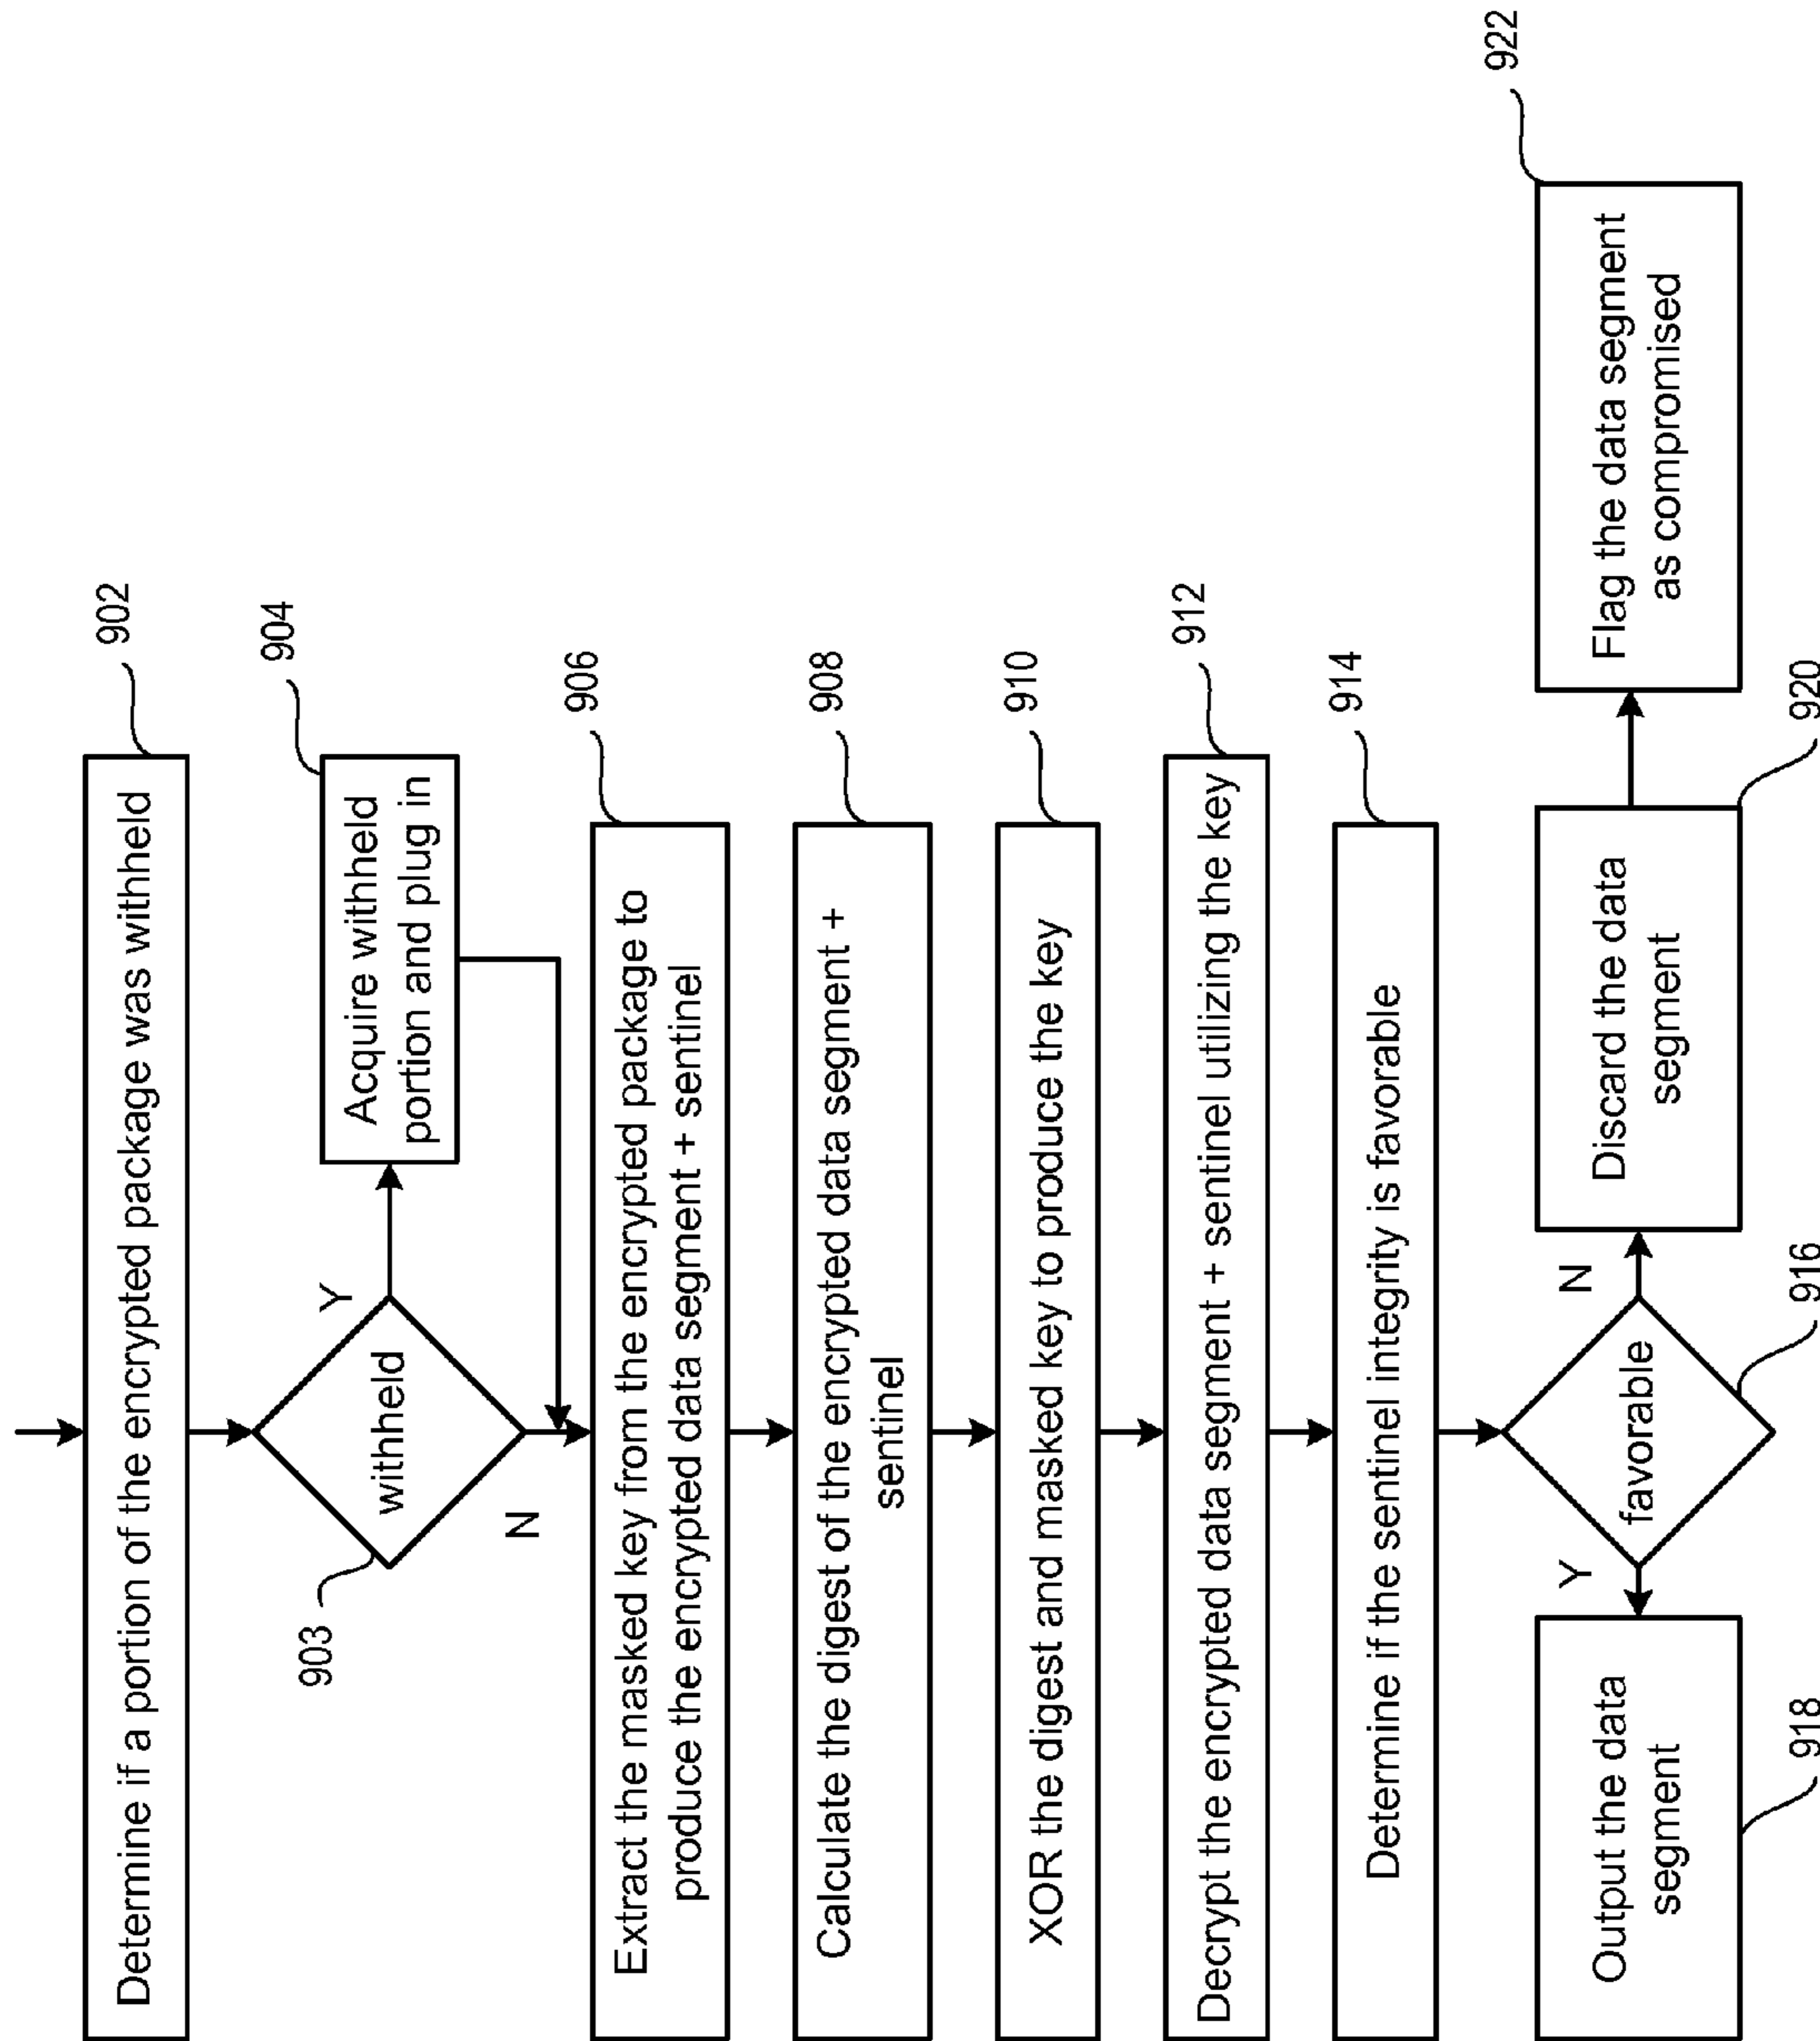 Determine if a portion of the encrypted package was withheld
902
903
withheld
Y
N
Acquire withheld
portion and plug in
904
Extract the masked key from the encrypted package to
produce the encrypted data segment + sentinel
906
Calculate the digest of the encrypted data segment +
sentinel
908
XOR the digest and masked key to produce the key
910
Decrypt the encrypted data segment + sentinel utilizing the key
912
Determine if the sentinel integrity is favorable
914
Y
favorable
N
916
Output the data
segment
918
Discard the data
segment
920
Flag the data segment
as compromised
922